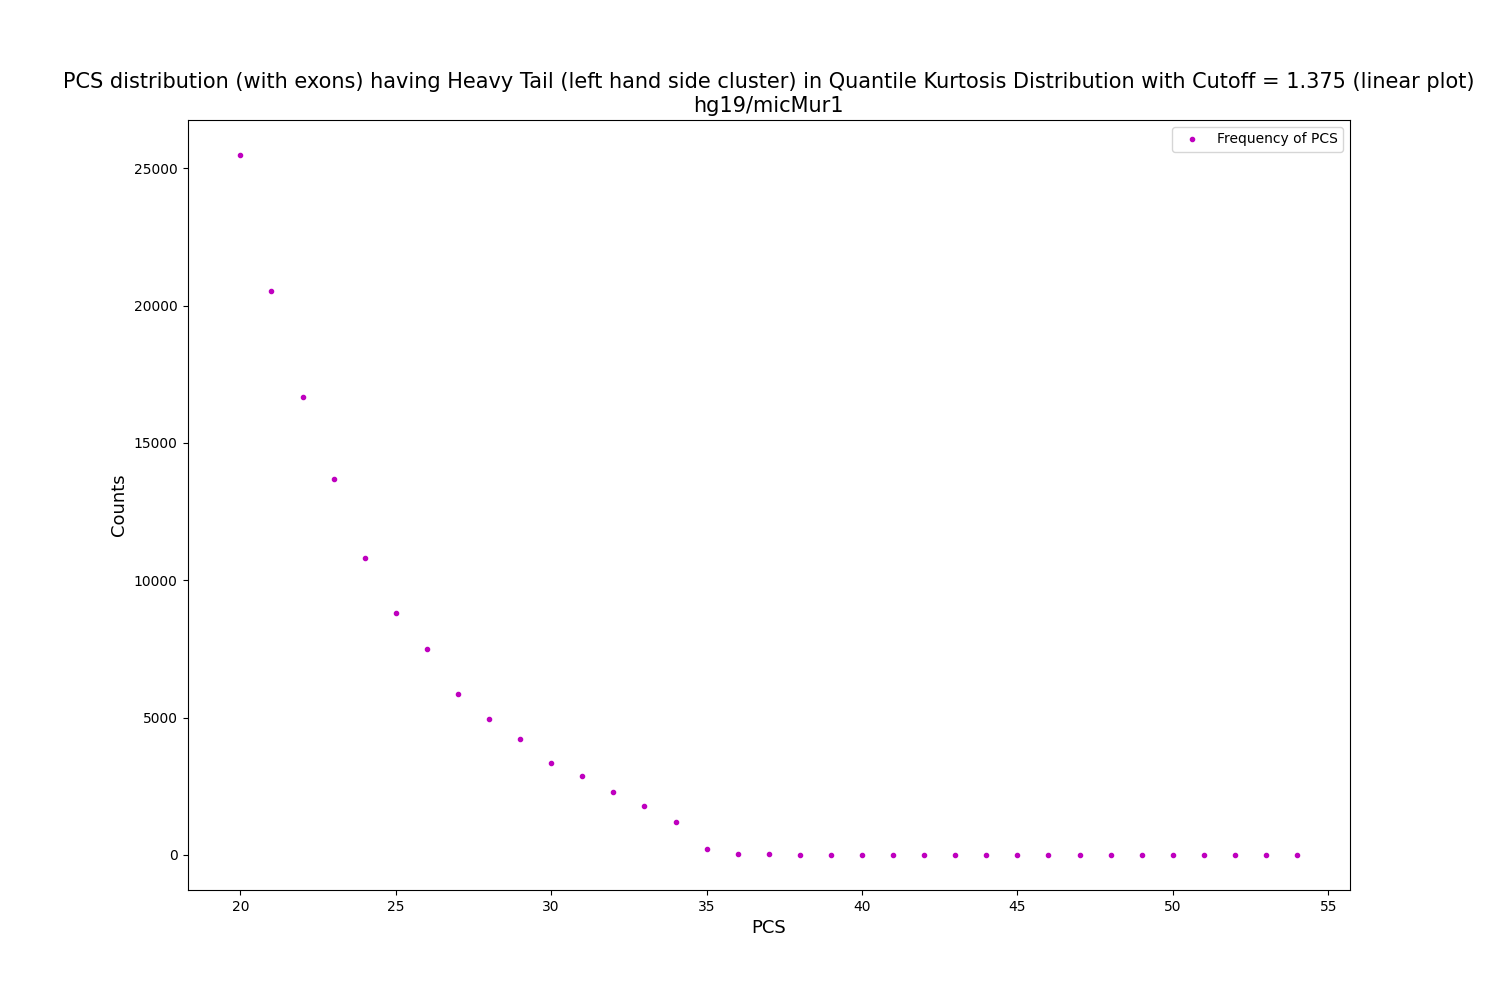 PCS distribution (with exons) having Heavy Tail (left hand side cluster) in Quantile Kurtosis Distribution with Cutoff = 1.375 (linear plot)
hg19/micMur1
Frequency of PCS
25000
20000
15000
10000
5000
0
Counts
20 25 30 35 40 45 50 55
PCS